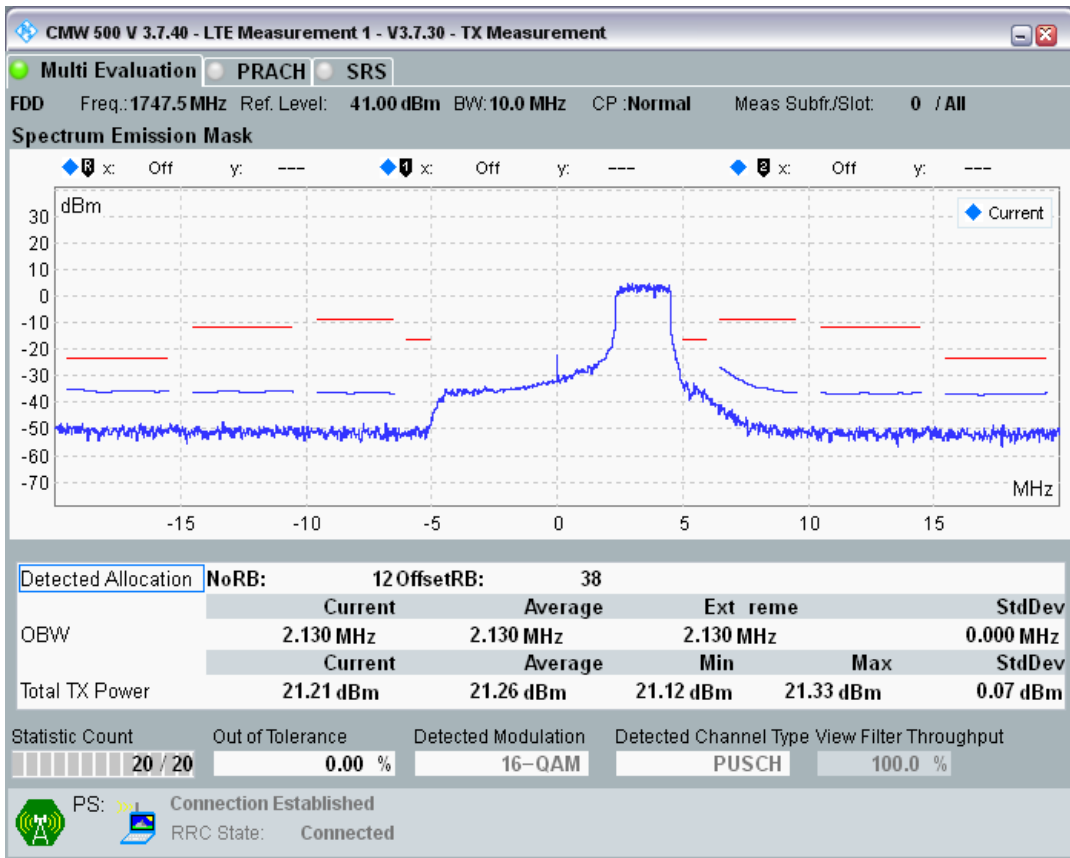 CMW 500 V 3.7.40 - LTE Measurement 1 - V3.7.30 - TX Measurement
Multi Evaluation PRACH SRS
FDD Freq.: 1747.5 MHz Ref. Level: 41.00 dBm BW: 10.0 MHz CP : Normal Meas Subfr./Slot: 0 / All
Spectrum Emission Mask
R x: Off y: --- 1 x: Off y: --- 2 x: Off y: ---
dBm
Current
30
20
10
0
-10
-20
-30
-40
-50
-60
-70
MHz
-15 -10 -5 0 5 10 15
Detected Allocation NoRB: 12 OffsetRB: 38
Current Average Ext reme StdDev
OBW 2.130 MHz 2.130 MHz 2.130 MHz 0.000 MHz
Current Average Min Max StdDev
Total TX Power 21.21 dBm 21.26 dBm 21.12 dBm 21.33 dBm 0.07 dBm
Statistic Count Out of Tolerance Detected Modulation Detected Channel Type View Filter Throughput
20 / 20 0.00 % 16-QAM PUSCH 100.0 %
PS: Connection Established
RRC State: Connected